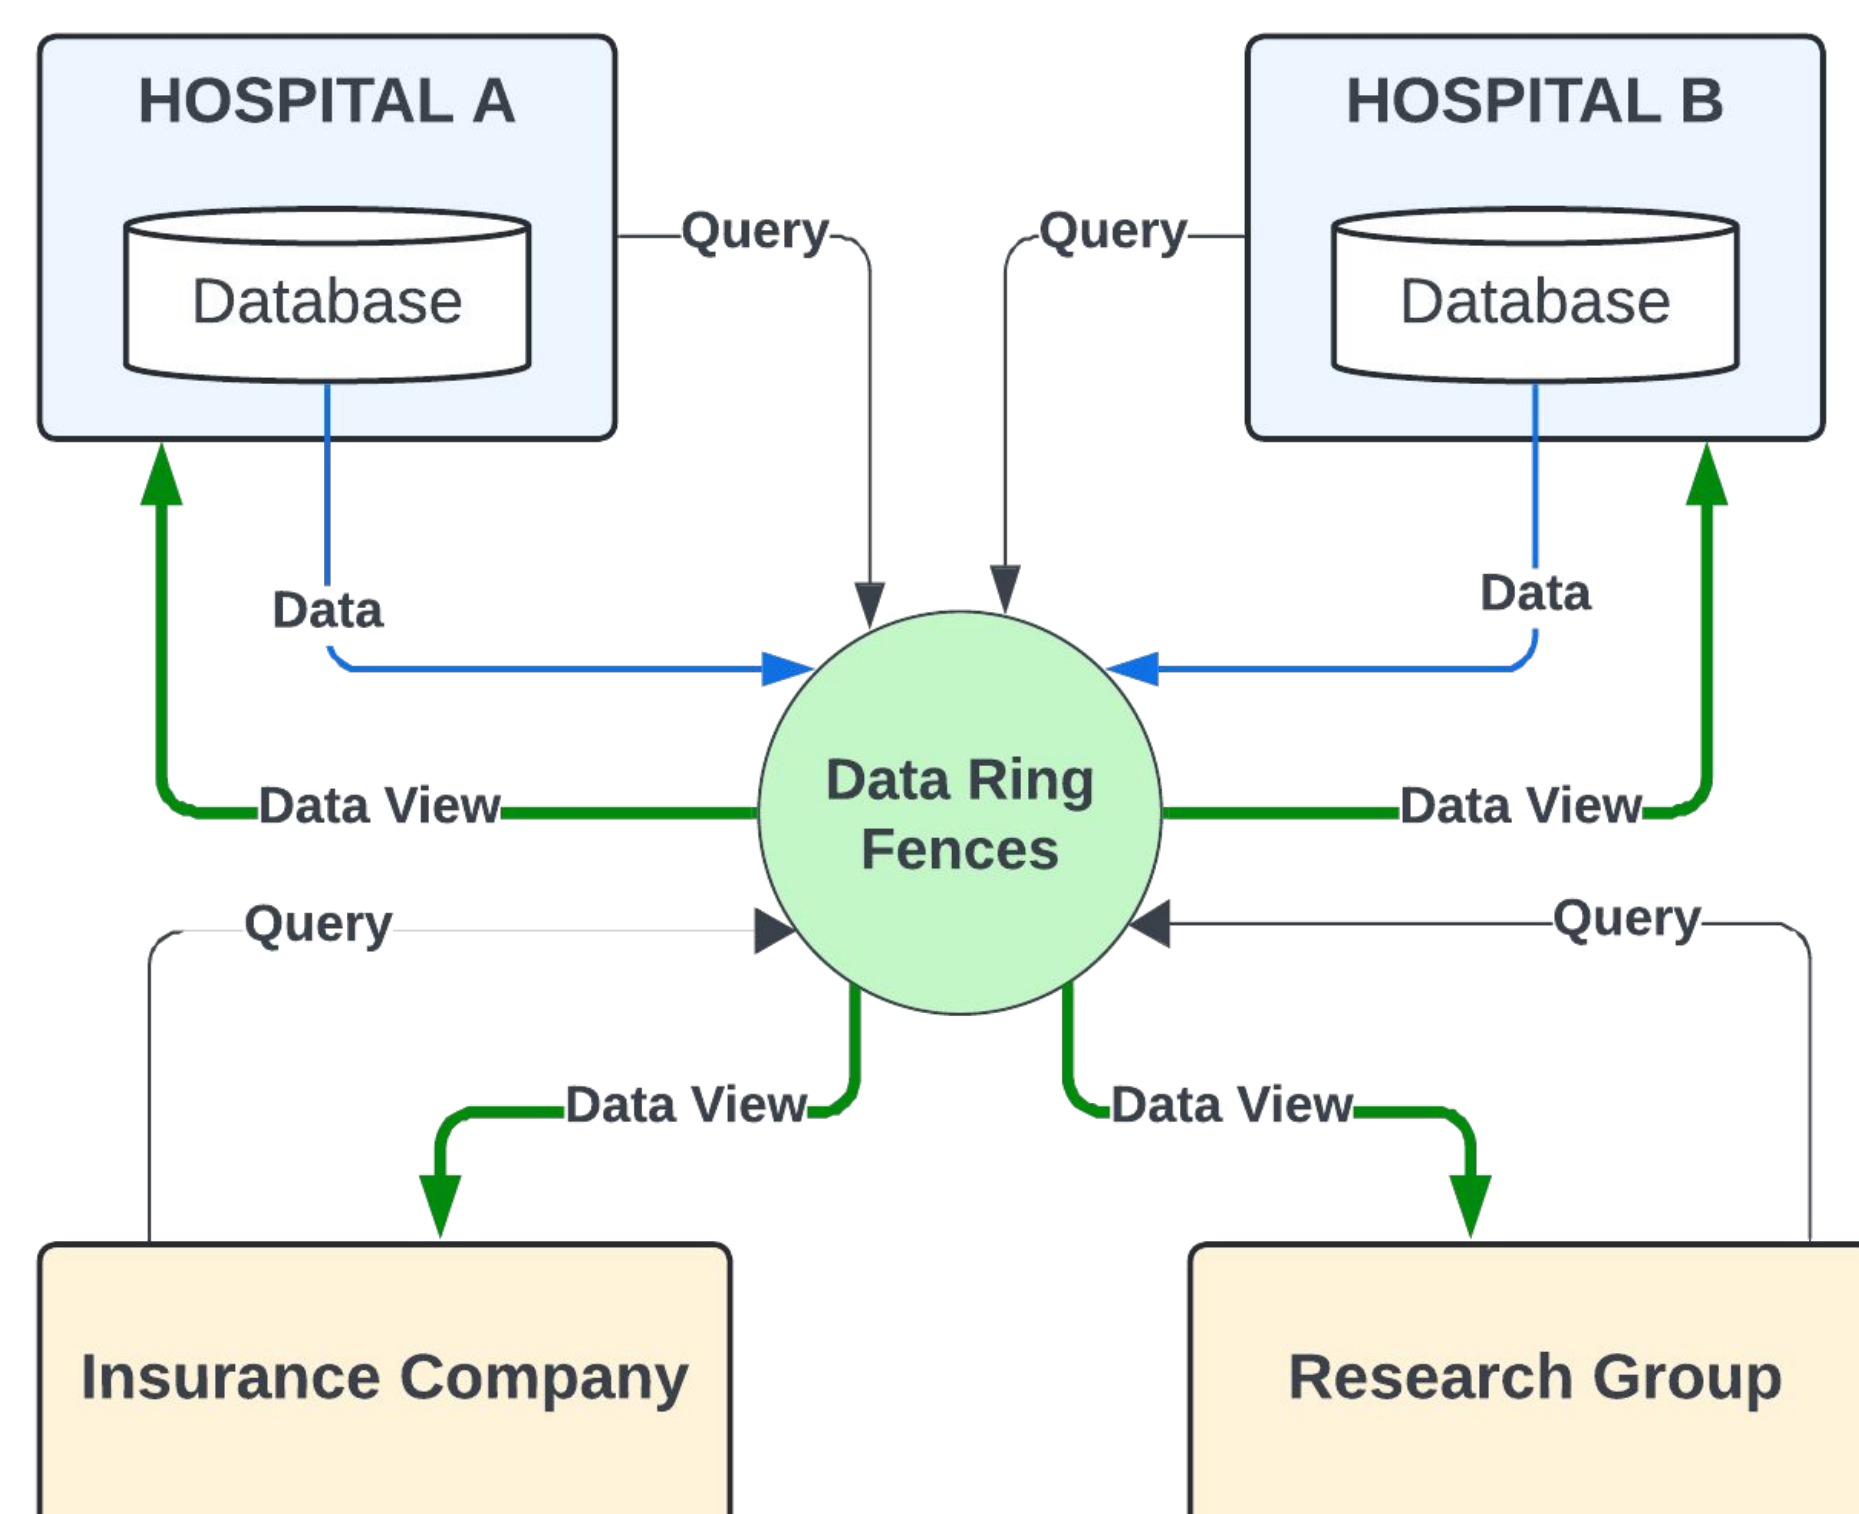 HOSPITAL A
HOSPITAL B
Query
Query
Database
Database
Data
Data
Data Ring
Fences
Data View
Data View
Query
Query
Data View
Data View
Insurance Company
Research Group